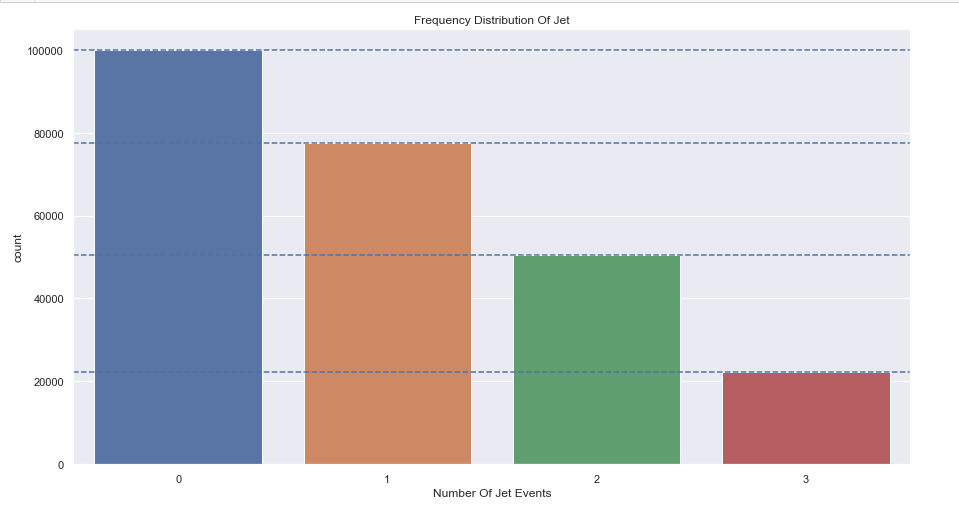 Frequency Distribution Of Jet
100000
80000
60000
40000
20000
0
count
0 1 2 3
Number Of Jet Events